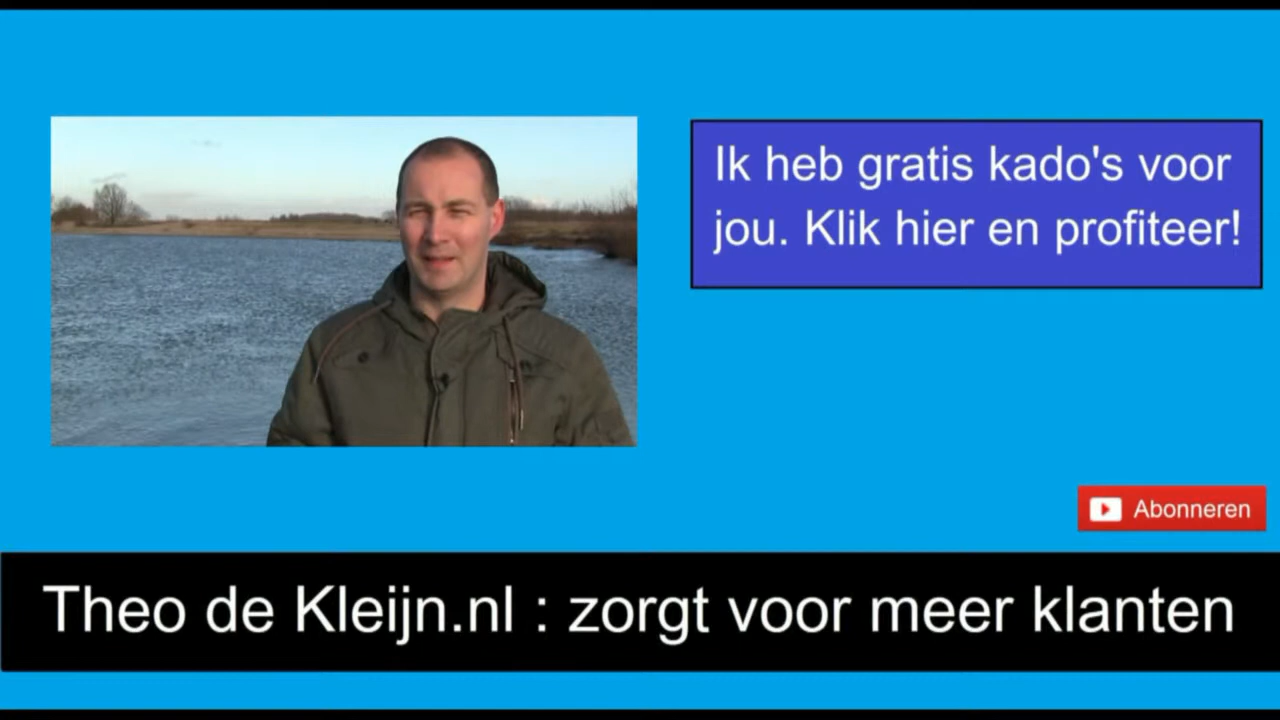 Ik heb gratis kado's voor
jou. Klik hier en profiteer!
Abonneren
Theo de Kleijn.nl : zorgt voor meer klanten